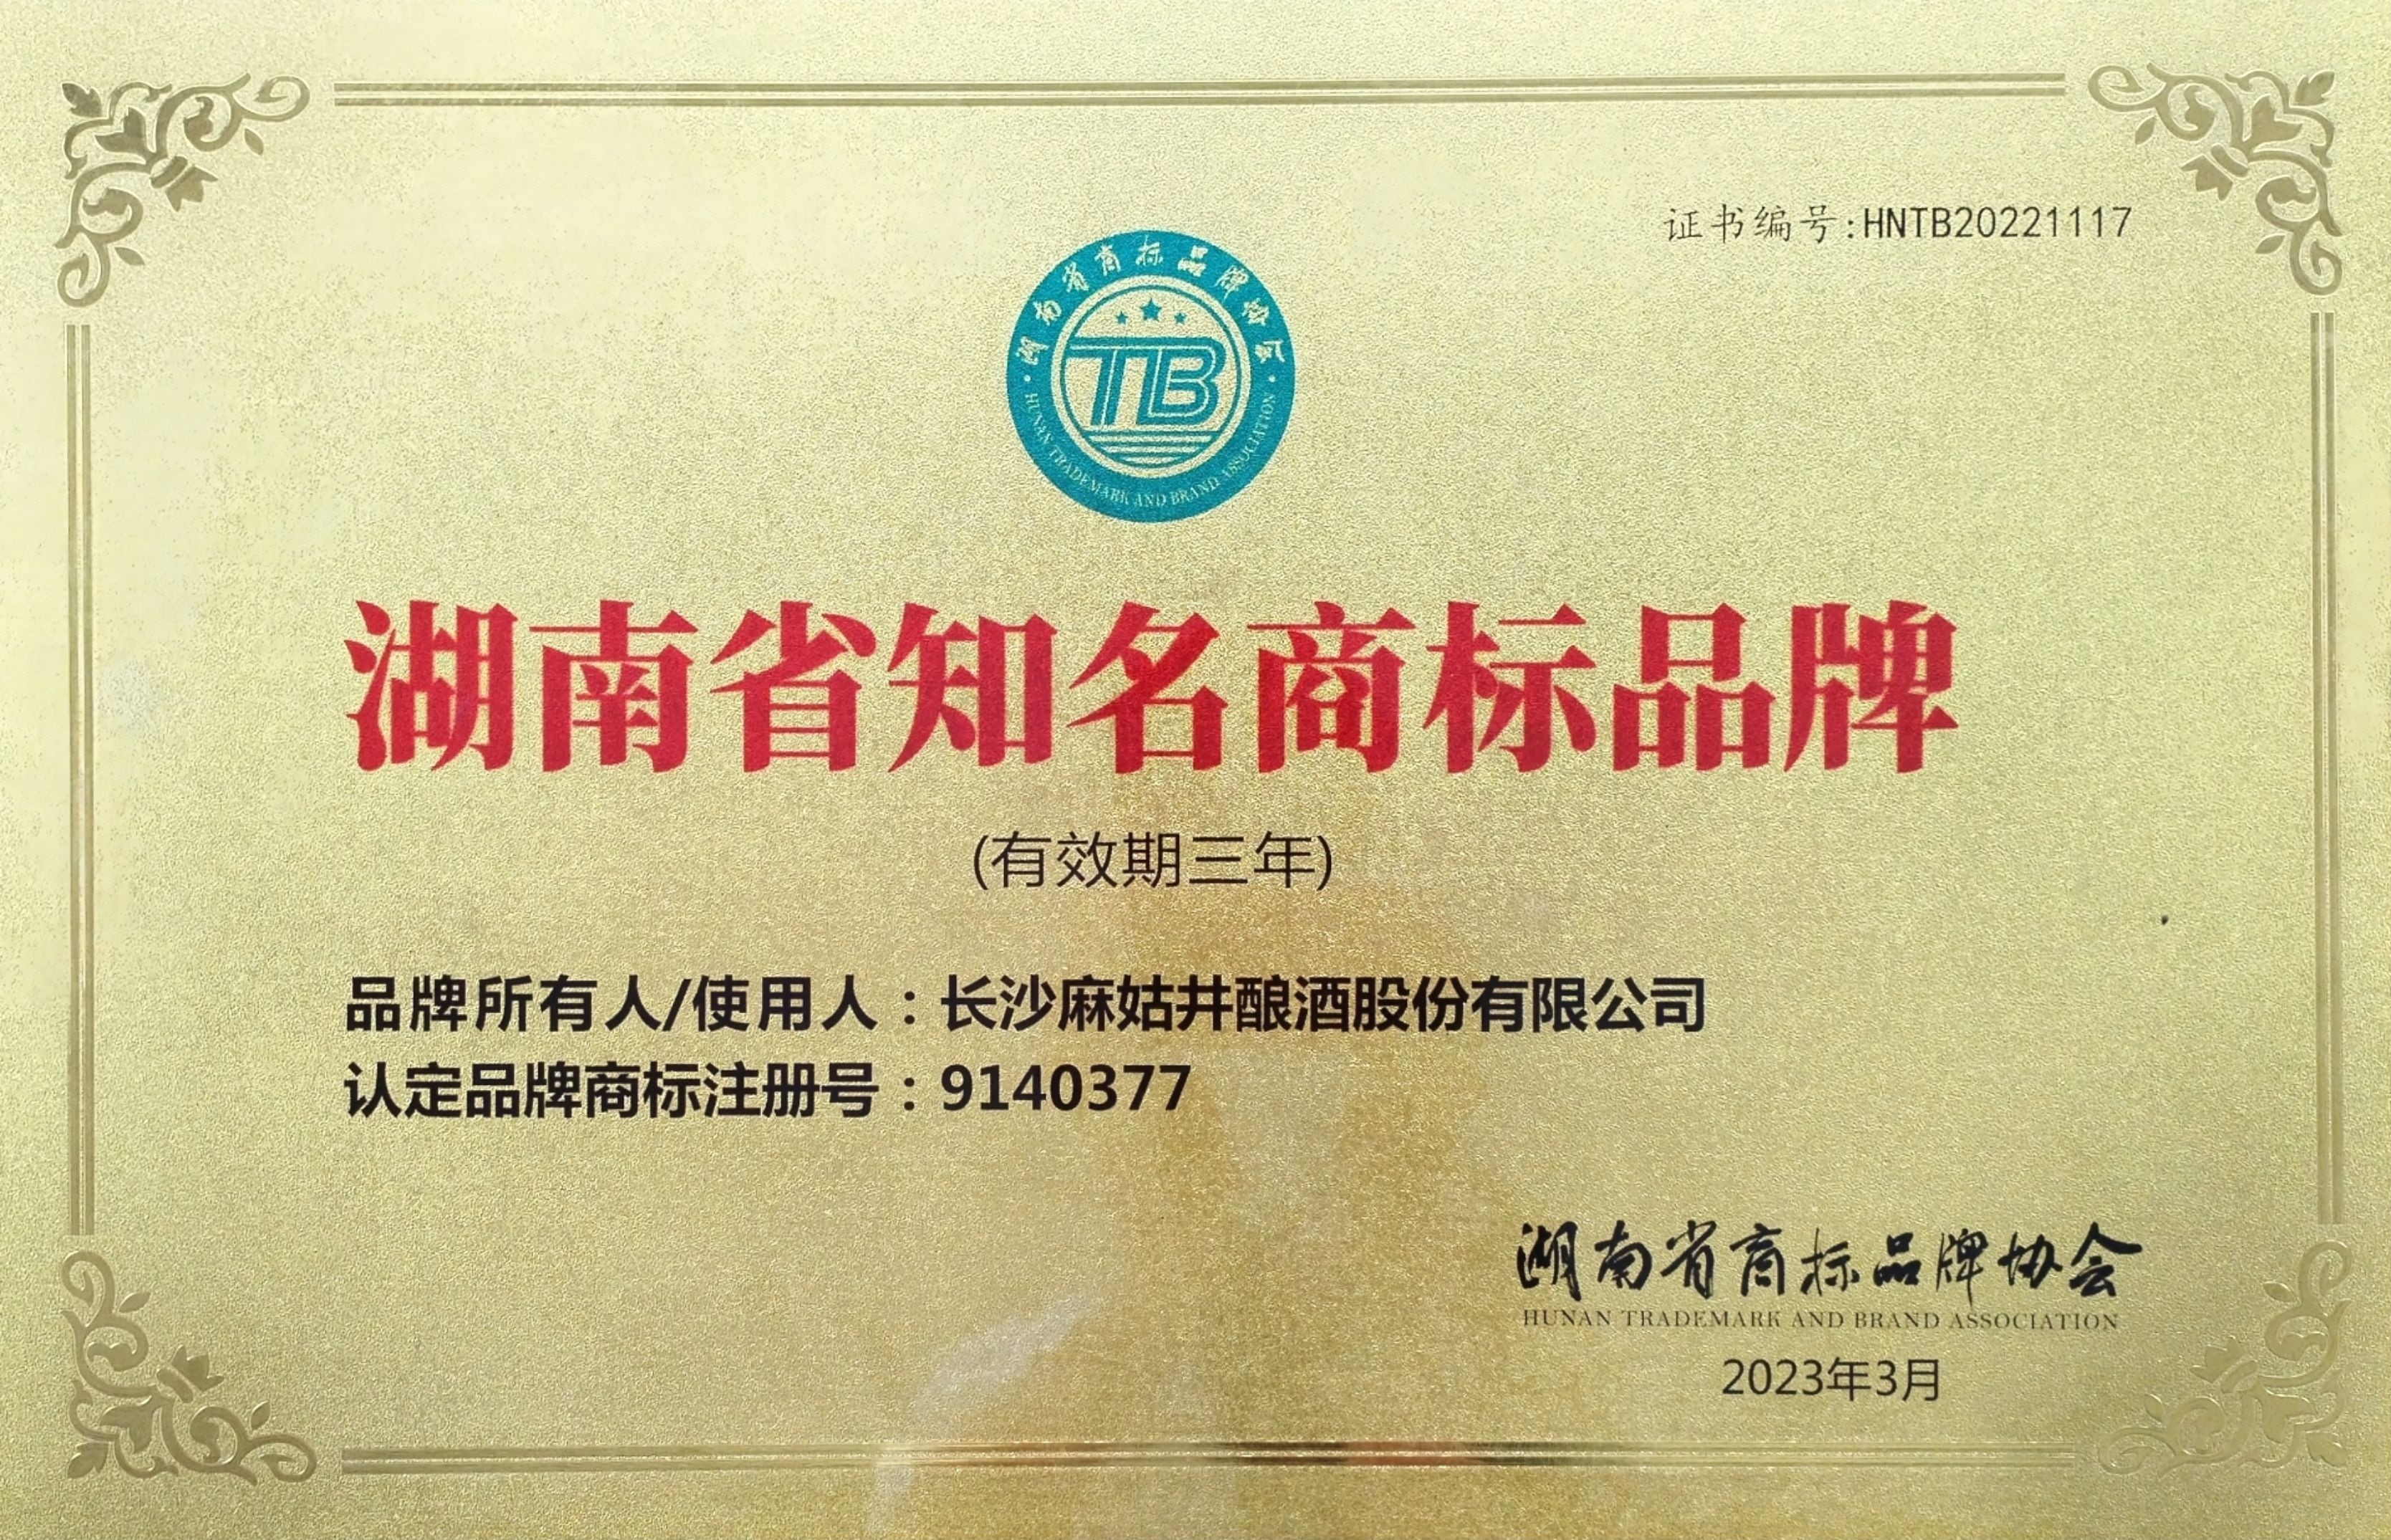 证书编号:HNTB20221117
湖南省商标品牌协会
TB
HUNAN TRADEMARK AND BRAND ASSOCIATION
湖南省知名商标品牌
(有效期三年)
品牌所有人/使用人：长沙麻姑井酿酒股份有限公司
认定品牌商标注册号：9140377
湖南省商标品牌协会
HUNAN TRADEMARK AND BRAND ASSOCIATION
2023年3月